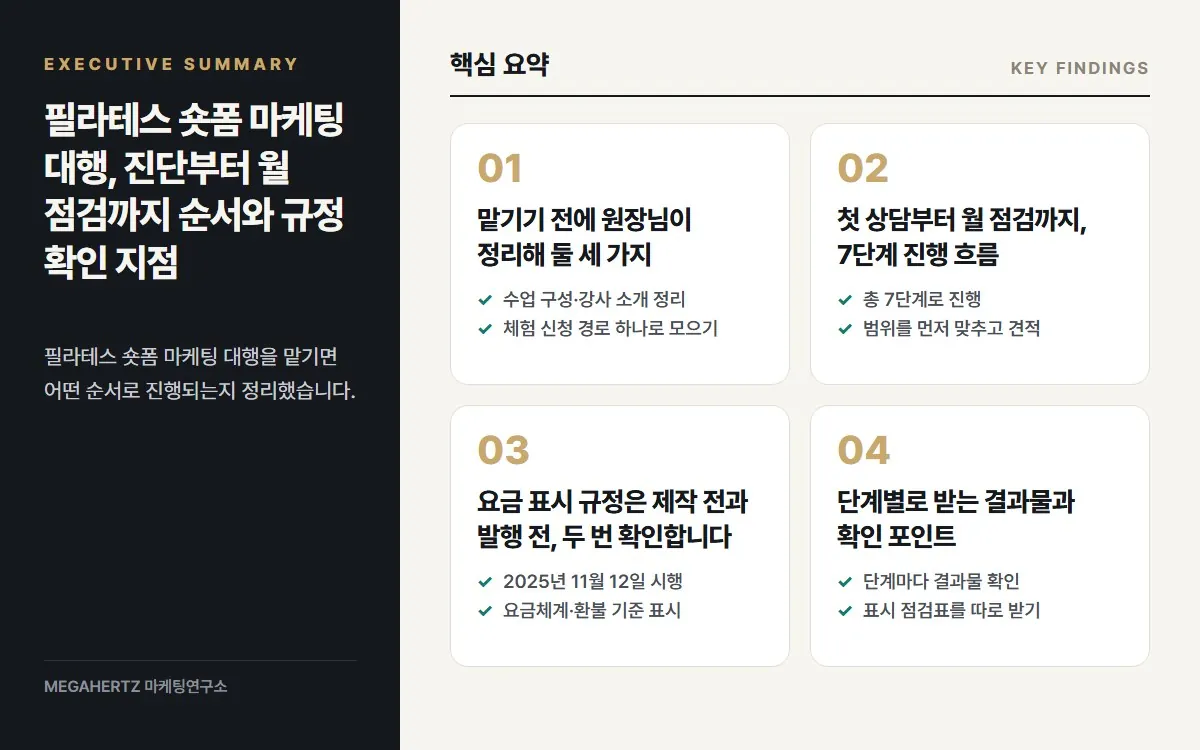 EXECUTIVE SUMMARY
필라테스 숏폼 마케팅
대행, 진단부터 월
점검까지 순서와 규정
확인 지점
필라테스 숏폼 마케팅 대행을 맡기면
어떤 순서로 진행되는지 정리했습니다.
MEGAHERTZ 마케팅연구소
핵심 요약
KEY FINDINGS
01
맡기기 전에 원장님이
정리해 둘 세 가지
수업 구성·강사 소개 정리
체험 신청 경로 하나로 모으기
02
첫 상담부터 월 점검까지,
7단계 진행 흐름
총 7단계로 진행
범위를 먼저 맞추고 견적
03
요금 표시 규정은 제작 전과
발행 전, 두 번 확인합니다
2025년 11월 12일 시행
요금체계·환불 기준 표시
04
단계별로 받는 결과물과
확인 포인트
단계마다 결과물 확인
표시 점검표를 따로 받기